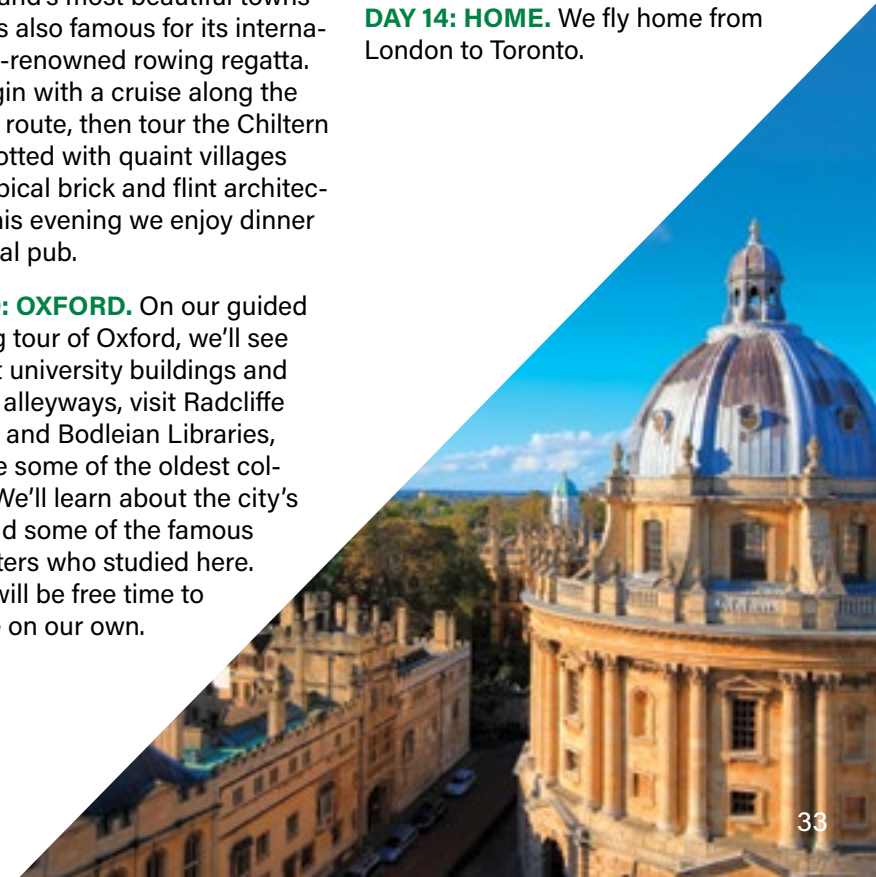 and's most beautiful towns
s also famous for its interna-
-renowned rowing regatta.
gin with a cruise along the
route, then tour the Chiltern
otted with quaint villages
pical brick and flint architec-
his evening we enjoy dinner
al pub.
: OXFORD. On our guided
g tour of Oxford, we'll see
t university buildings and
alleyways, visit Radcliffe
and Bodleian Libraries,
e some of the oldest col-
We'll learn about the city's
d some of the famous
ters who studied here.
will be free time to
e on our own.
DAY 14: HOME. We fly home from
London to Toronto.
33